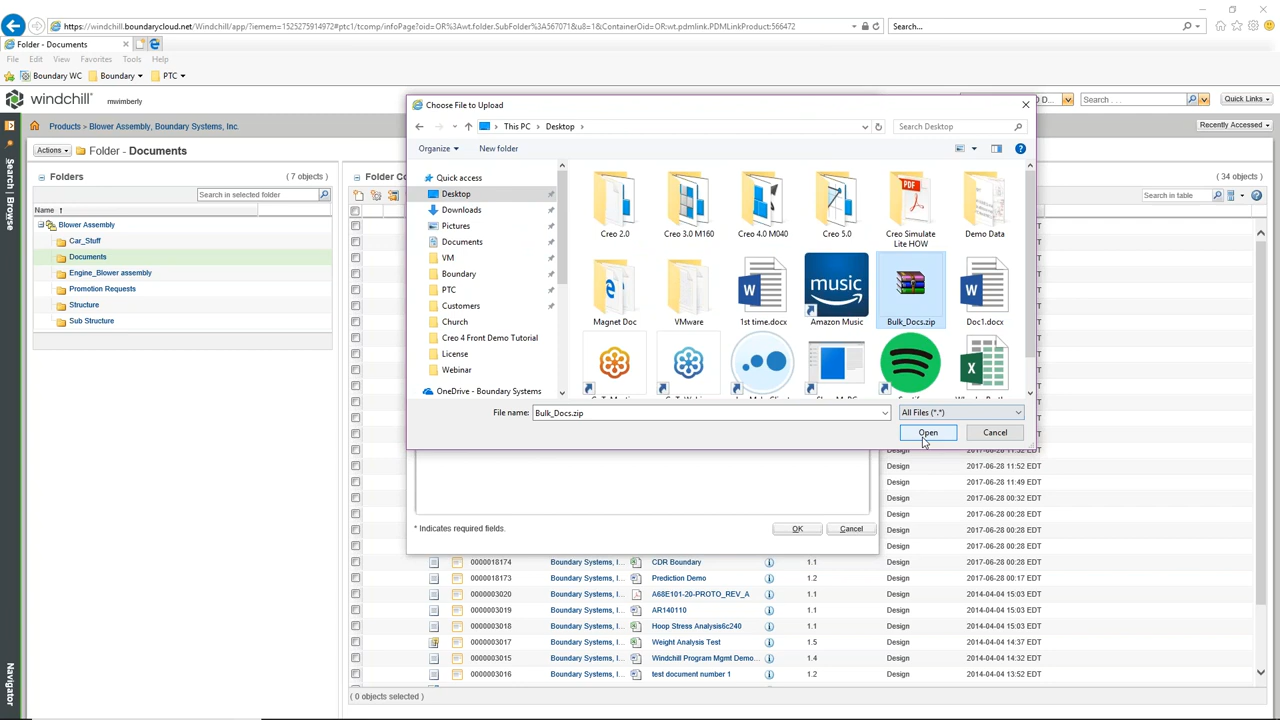 https://windchill.boundarycloud.net/Windchill/app/?iemem=1525275914972#ptc1/tcomp/infoPage?oid=OR%3Awt.folder.SubFolder%3A567071&u8=1&ContainerOid=OR:wt.pdmlink.PDMLinkProduct:566472
Search...
Folder - Documents
File Edit View Favorites Tools Help
Boundary WC Boundary PTC
windchill mwimberly
Search . . .
Quick Links
Products > Blower Assembly, Boundary Systems, Inc.
Recently Accessed
Actions Folder - Documents
Search | Browse
Navigator
Folders ( 7 objects )
Search in selected folder
Name ↑
Blower Assembly
Car_Stuff
Documents
Engine_Blower assembly
Promotion Requests
Structure
Sub Structure
( 34 objects )
Search in table
Choose File to Upload
This PC > Desktop >
Search Desktop
Organize New folder
Quick access
Desktop
Downloads
Pictures
Documents
VM
Boundary
PTC
Customers
Church
Creo 4 Front Demo Tutorial
License
Webinar
OneDrive - Boundary Systems
Creo 2.0 Creo 3.0 M160 Creo 4.0 M040 Creo 5.0 Creo Simulate Lite HOW Demo Data
Magnet Doc VMware 1st time.docx Amazon Music Bulk_Docs.zip Doc1.docx
File name: Bulk_Docs.zip All Files (*.*)
Open Cancel
* Indicates required fields.
OK Cancel
Design 2017-06-28 11:52 EDT
Design 2017-06-28 11:49 EDT
Design 2017-06-28 00:32 EDT
Design 2017-06-28 00:28 EDT
Design 2017-06-28 00:28 EDT
Design 2017-06-28 00:28 EDT
0000018174 Boundary Systems, I... CDR Boundary 1.1 Design 2017-06-28 00:28 EDT
0000018173 Boundary Systems, I... Prediction Demo 1.2 Design 2017-06-28 00:17 EDT
0000003020 Boundary Systems, I... A68E101-20-PROTO_REV_A 1.1 Design 2014-04-04 15:03 EDT
0000003019 Boundary Systems, I... AR140110 1.1 Design 2014-04-04 15:03 EDT
0000003018 Boundary Systems, I... Hoop Stress Analysis6c240 1.1 Design 2014-04-04 15:03 EDT
0000003017 Boundary Systems, I... Weight Analysis Test 1.5 Design 2014-04-04 14:37 EDT
0000003015 Boundary Systems, I... Windchill Program Mgmt Demo... 1.4 Design 2014-04-04 14:32 EDT
0000003016 Boundary Systems, I... test document number 1 1.2 Design 2014-04-04 14:32 EDT
( 0 objects selected )